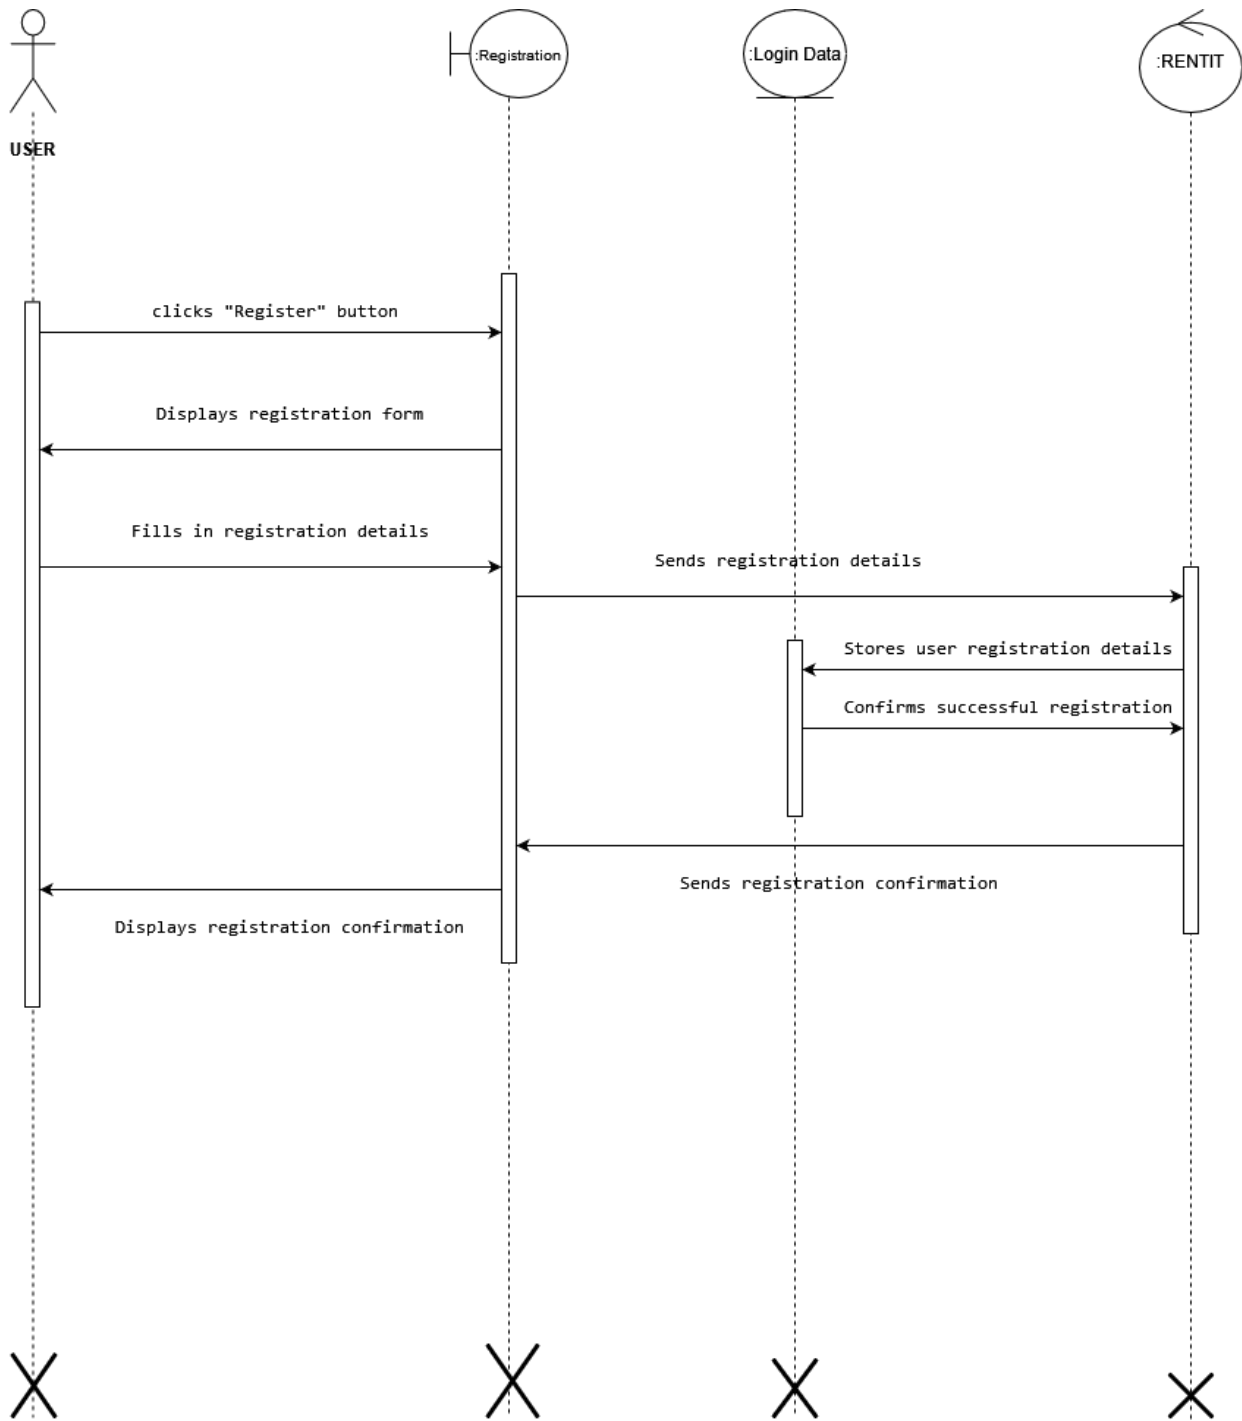 :Registration
:Login Data
:RENTIT
USER
clicks "Register" button
Displays registration form
Fills in registration details
Sends registration details
Stores user registration details
Confirms successful registration
Sends registration confirmation
Displays registration confirmation